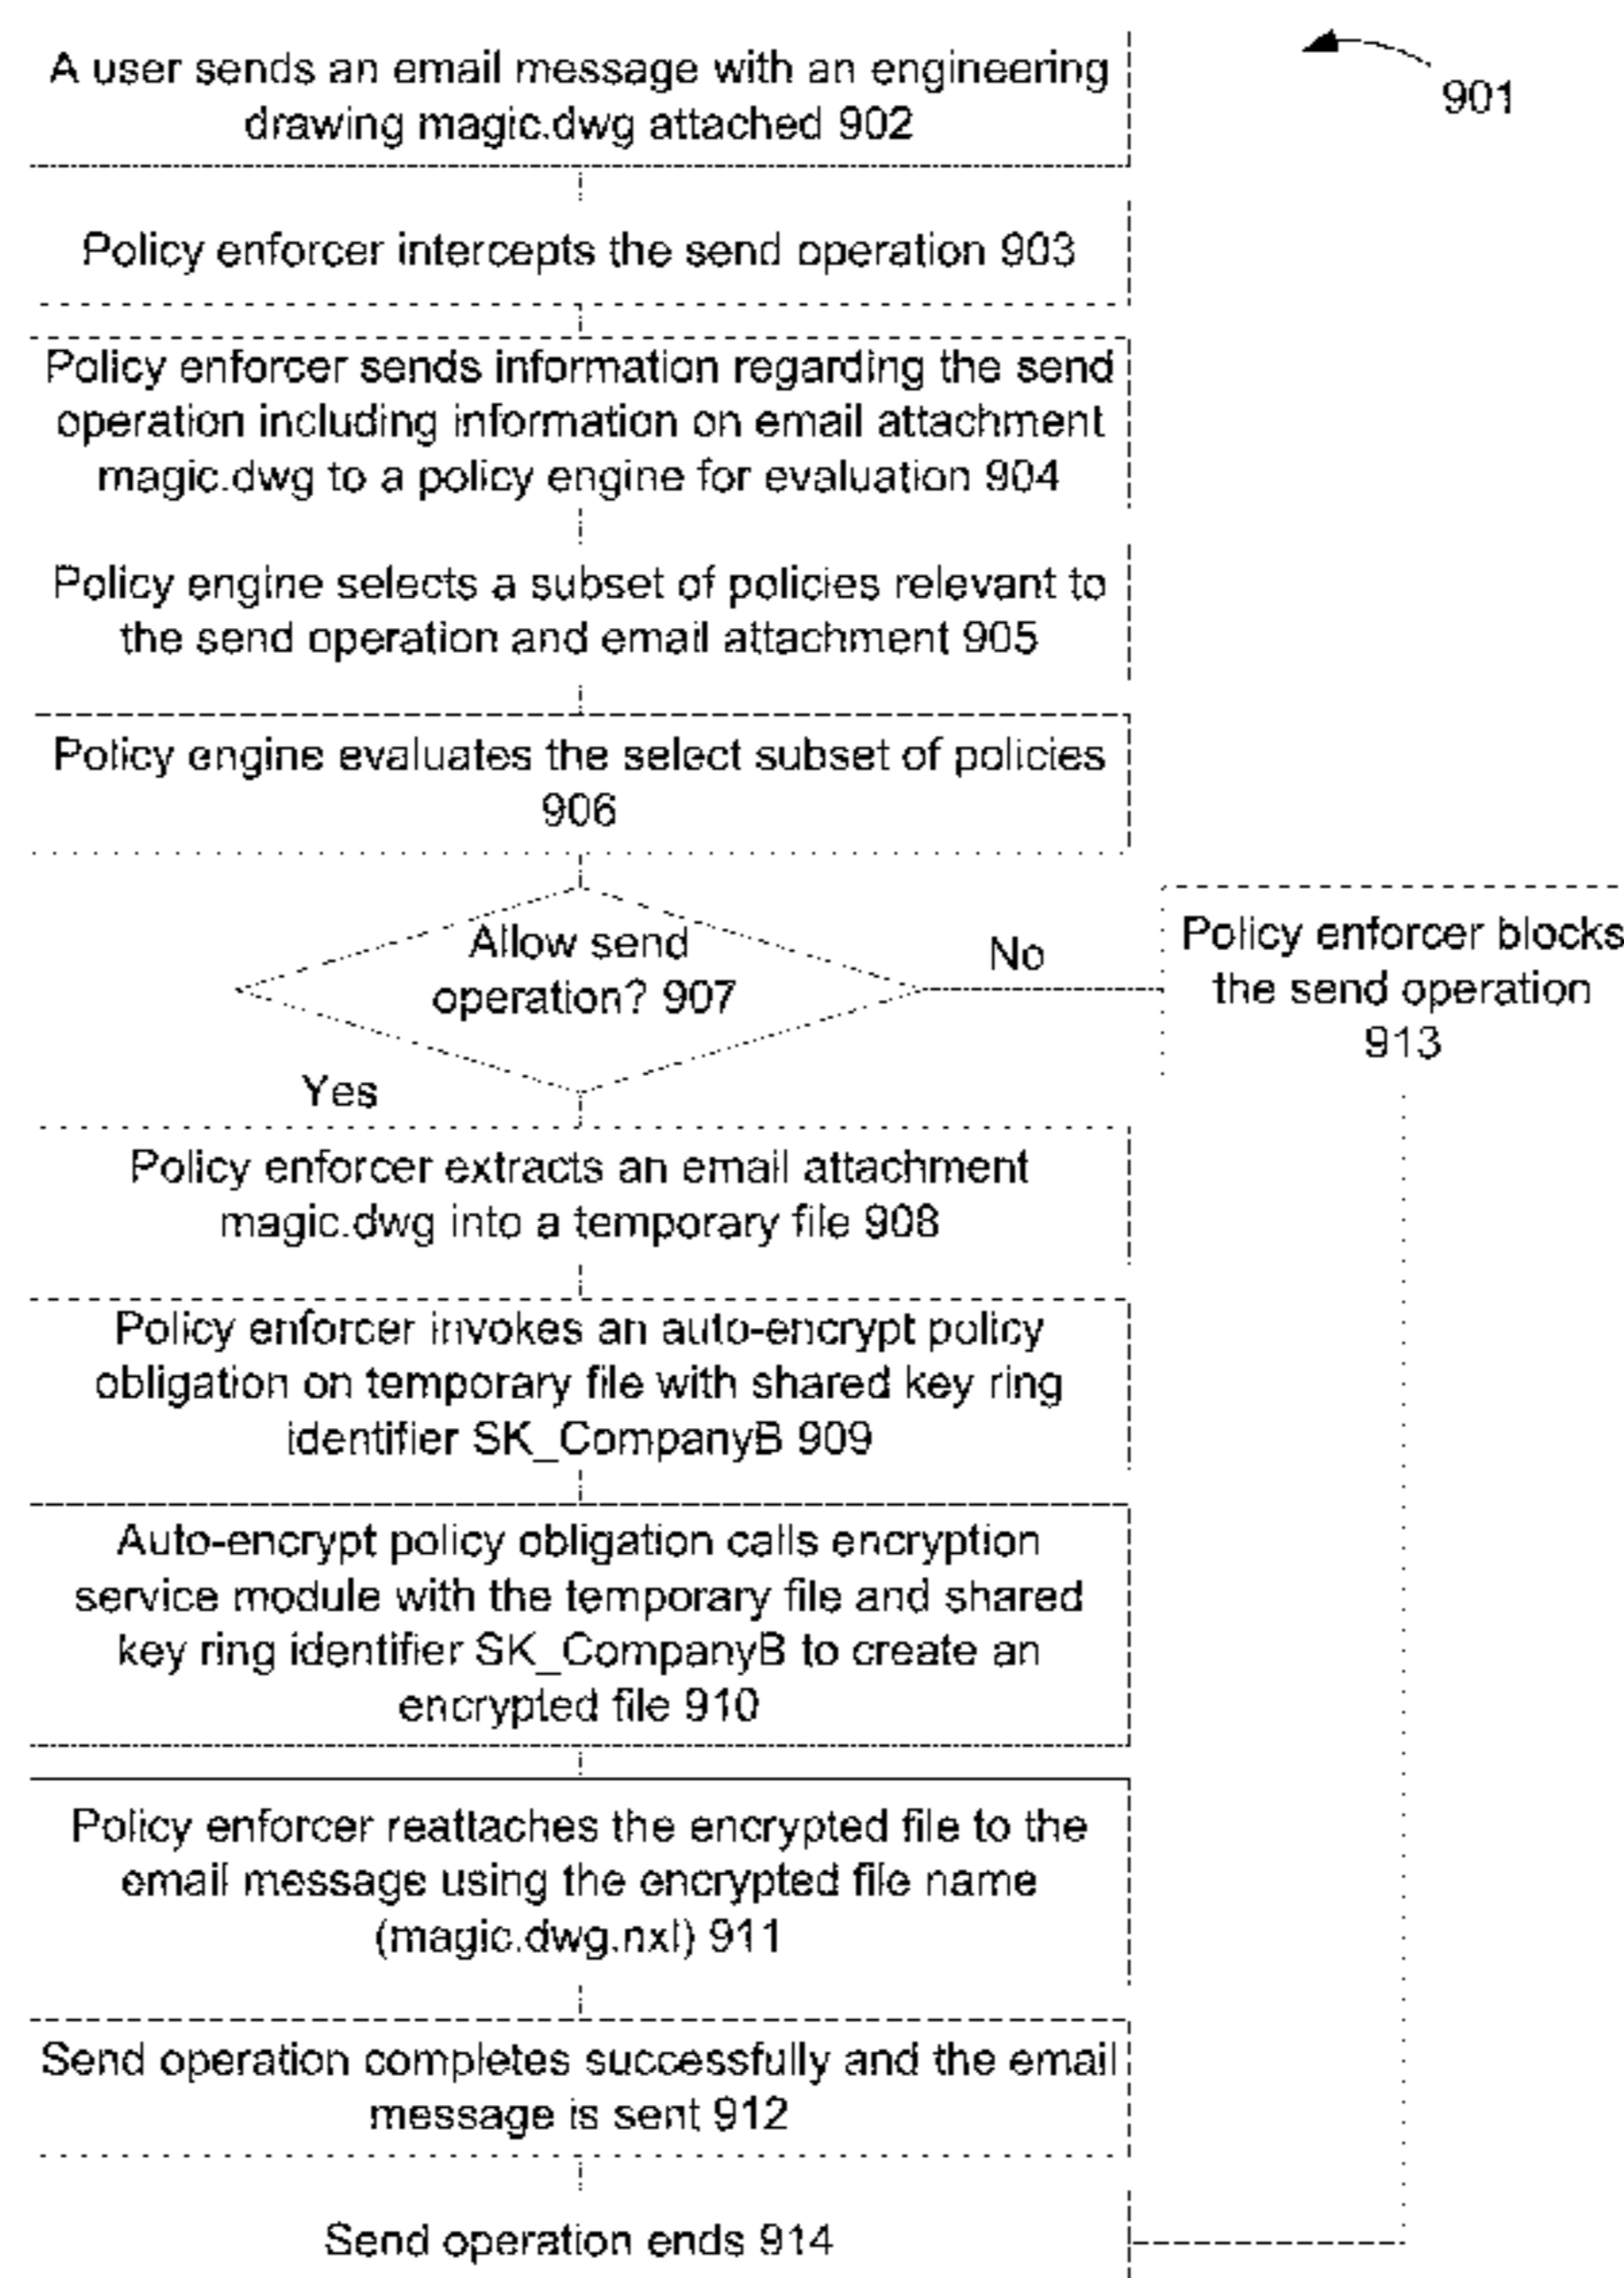 A user sends an email message with an engineering
drawing magic.dwg attached 902
901
Policy enforcer intercepts the send operation 903
Policy enforcer sends information regarding the send
operation including information on email attachment
magic.dwg to a policy engine for evaluation 904
Policy engine selects a subset of policies relevant to
the send operation and email attachment 905
Policy engine evaluates the select subset of policies
906
Allow send
operation? 907
No
Policy enforcer blocks
the send operation
913
Yes
Policy enforcer extracts an email attachment
magic.dwg into a temporary file 908
Policy enforcer invokes an auto-encrypt policy
obligation on temporary file with shared key ring
identifier SK_CompanyB 909
Auto-encrypt policy obligation calls encryption
service module with the temporary file and shared
key ring identifier SK_CompanyB to create an
encrypted file 910
Policy enforcer reattaches the encrypted file to the
email message using the encrypted file name
(magic.dwg.nxl) 911
Send operation completes successfully and the email
message is sent 912
Send operation ends 914